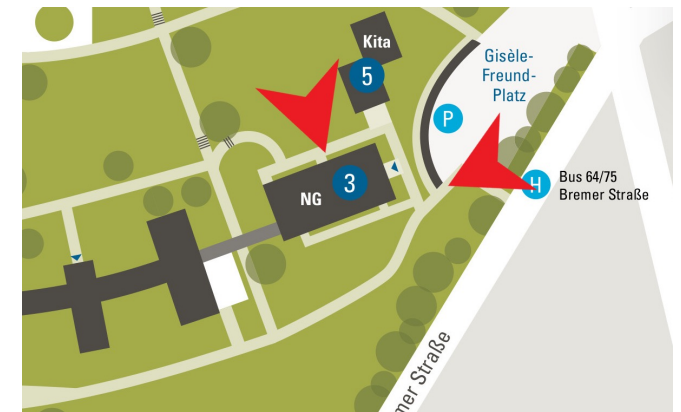 Kita
5
Gisèle-
Freund-
Platz
P
3
NG
H
Bus 64/75
Bremer Straße
mer Straße